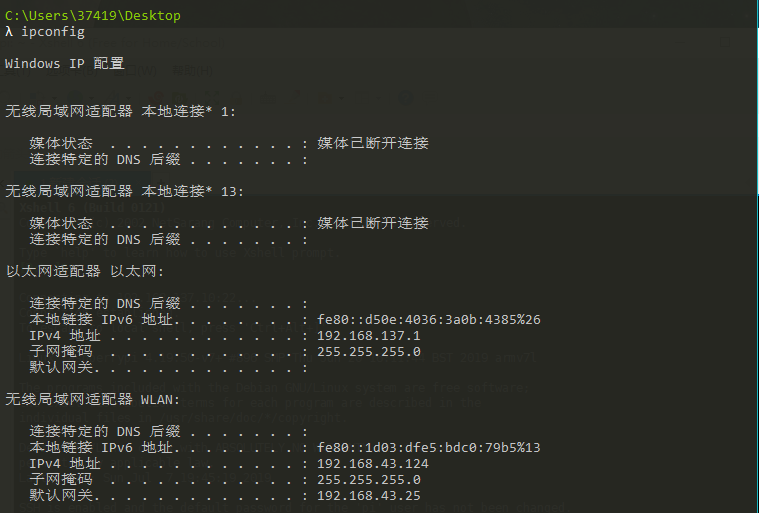 C:\Users\37419\Desktop
λ ipconfig
Windows IP 配置
无线局域网适配器 本地连接* 1:
媒体状态 . . . . . . . . . . . . : 媒体已断开连接
连接特定的 DNS 后缀 . . . . . . . :
无线局域网适配器 本地连接* 13:
媒体状态 . . . . . . . . . . . . : 媒体已断开连接
连接特定的 DNS 后缀 . . . . . . . :
以太网适配器 以太网:
连接特定的 DNS 后缀 . . . . . . . :
本地链接 IPv6 地址. . . . . . . . : fe80::d50e:4036:3a0b:4385%26
IPv4 地址 . . . . . . . . . . . . : 192.168.137.1
子网掩码 . . . . . . . . . . . . : 255.255.255.0
默认网关. . . . . . . . . . . . . :
无线局域网适配器 WLAN:
连接特定的 DNS 后缀 . . . . . . . :
本地链接 IPv6 地址. . . . . . . . : fe80::1d03:dfe5:bdc0:79b5%13
IPv4 地址 . . . . . . . . . . . . : 192.168.43.124
子网掩码 . . . . . . . . . . . . : 255.255.255.0
默认网关. . . . . . . . . . . . . : 192.168.43.25